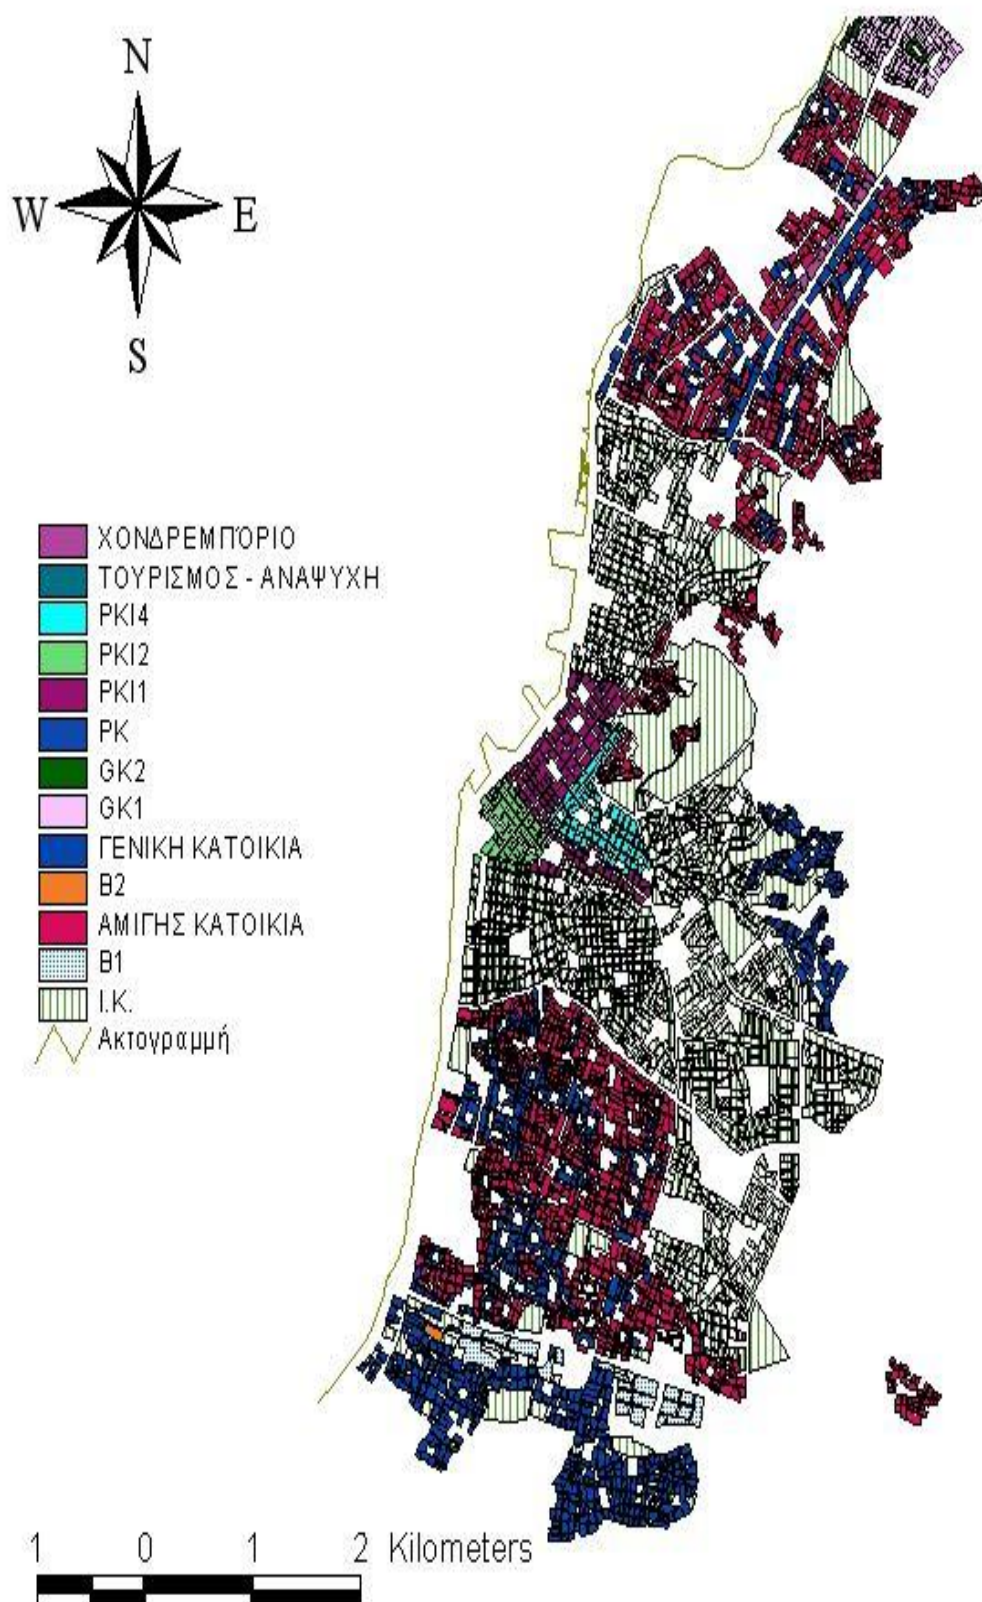 N
W E
S
ΧΟΝΔΡΕΜΠΌΡΙΟ
ΤΟΥΡΙΣΜΟΣ - ΑΝΑΨΥΧΗ
PKI4
PKI2
PKI1
PK
GK2
GK1
ΓΕΝΙΚΗ ΚΑΤΟΙΚΙΑ
B2
ΑΜΙΓΗΣ ΚΑΤΟΙΚΙΑ
B1
Ι.Κ.
Ακτογραμμή
1 0 1 2 Kilometers